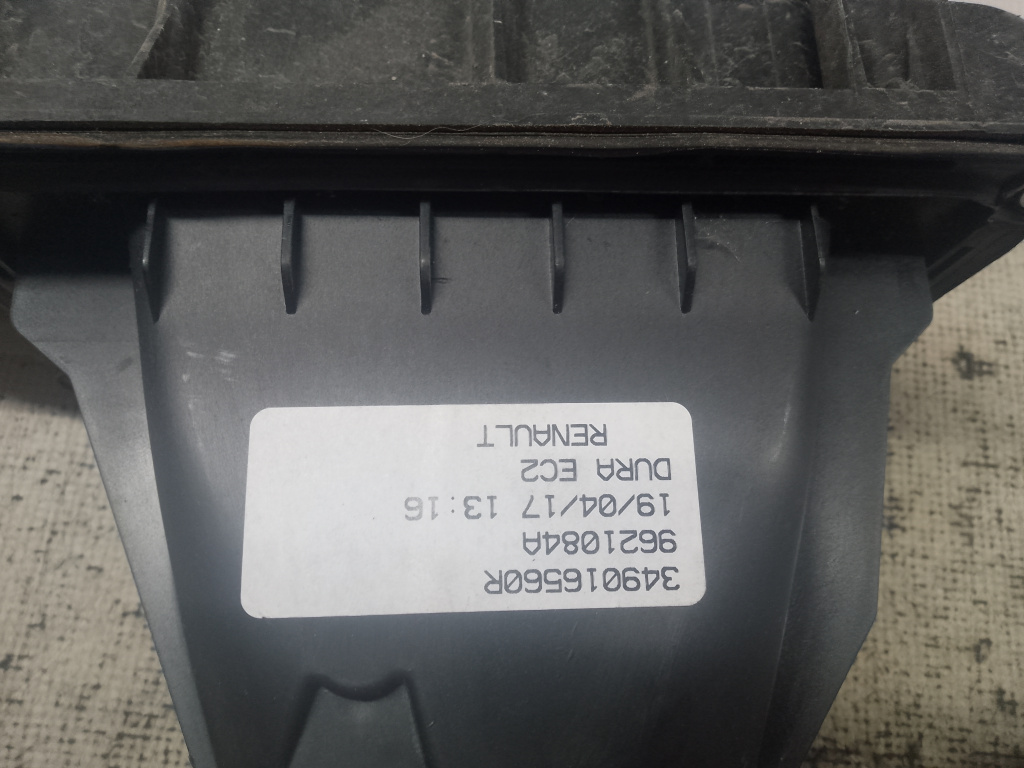 349016560R
9621084A
19/04/17 13:16
DURA EC2
RENAULT